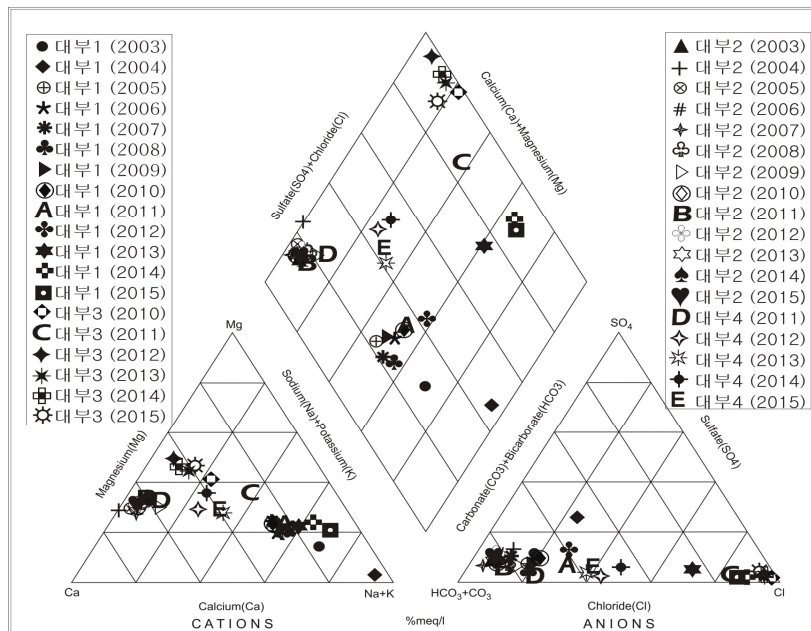 대부1 (2003)
대부1 (2004)
대부1 (2005)
대부1 (2006)
대부1 (2007)
대부1 (2008)
대부1 (2009)
대부1 (2010)
A 대부1 (2011)
대부1 (2012)
대부1 (2013)
대부1 (2014)
대부1 (2015)
대부3 (2010)
C 대부3 (2011)
대부3 (2012)
대부3 (2013)
대부3 (2014)
대부3 (2015)
대부2 (2003)
대부2 (2004)
대부2 (2005)
# 대부2 (2006)
대부2 (2007)
대부2 (2008)
대부2 (2009)
대부2 (2010)
B 대부2 (2011)
대부2 (2012)
대부2 (2013)
대부2 (2014)
대부2 (2015)
D 대부4 (2011)
대부4 (2012)
대부4 (2013)
대부4 (2014)
E 대부4 (2015)
Sulfate(SO4)+Chloride(Cl)
Calcium(Ca)+Magnesium(Mg)
C
D
B
E
A
Mg
SO4
Magnesium(Mg)
Sodium(Na)+Potassium(K)
Carbonate(CO3)+Bicarbonate(HCO3)
Sulfate(SO4)
D
C
E
A
B
D
A
E
C
Ca
Na+K
HCO3+CO3
Cl
Calcium(Ca)
Chloride(Cl)
CATIONS
%meq/l
ANIONS